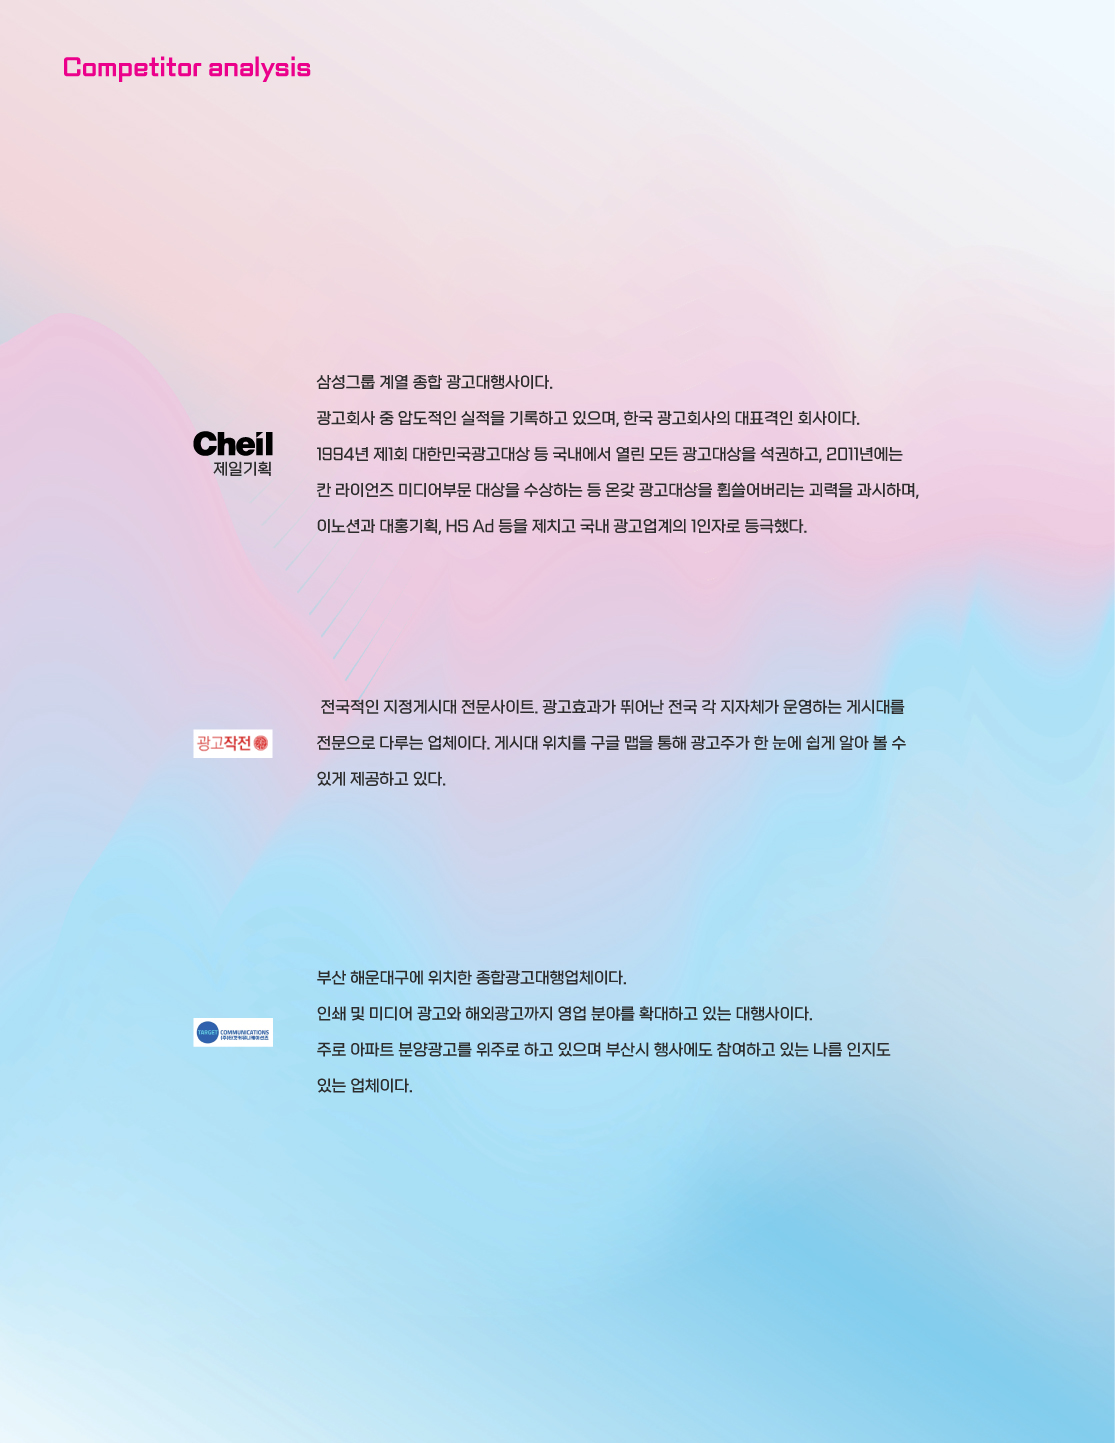 Competitor analysis
삼성그룹 계열 종합 광고대행사이다.
광고회사 중 압도적인 실적을 기록하고 있으며, 한국 광고회사의 대표격인 회사이다.
1994년 제1회 대한민국광고대상 등 국내에서 열린 모든 광고대상을 석권하고, 2011년에는
칸 라이언즈 미디어부문 대상을 수상하는 등 온갖 광고대상을 휩쓸어버리는 괴력을 과시하며,
이노션과 대홍기획, HS Ad 등을 제치고 국내 광고업계의 1인자로 등극했다.
Cheil
제일기획
전국적인 지정게시대 전문사이트. 광고효과가 뛰어난 전국 각 지자체가 운영하는 게시대를
전문으로 다루는 업체이다. 게시대 위치를 구글 맵을 통해 광고주가 한 눈에 쉽게 알아 볼 수
있게 제공하고 있다.
광고작전
부산 해운대구에 위치한 종합광고대행업체이다.
인쇄 및 미디어 광고와 해외광고까지 영업 분야를 확대하고 있는 대행사이다.
주로 아파트 분양광고를 위주로 하고 있으며 부산시 행사에도 참여하고 있는 나름 인지도
있는 업체이다.
TARGET COMMUNICATIONS
(주)타겟커뮤니케이션즈